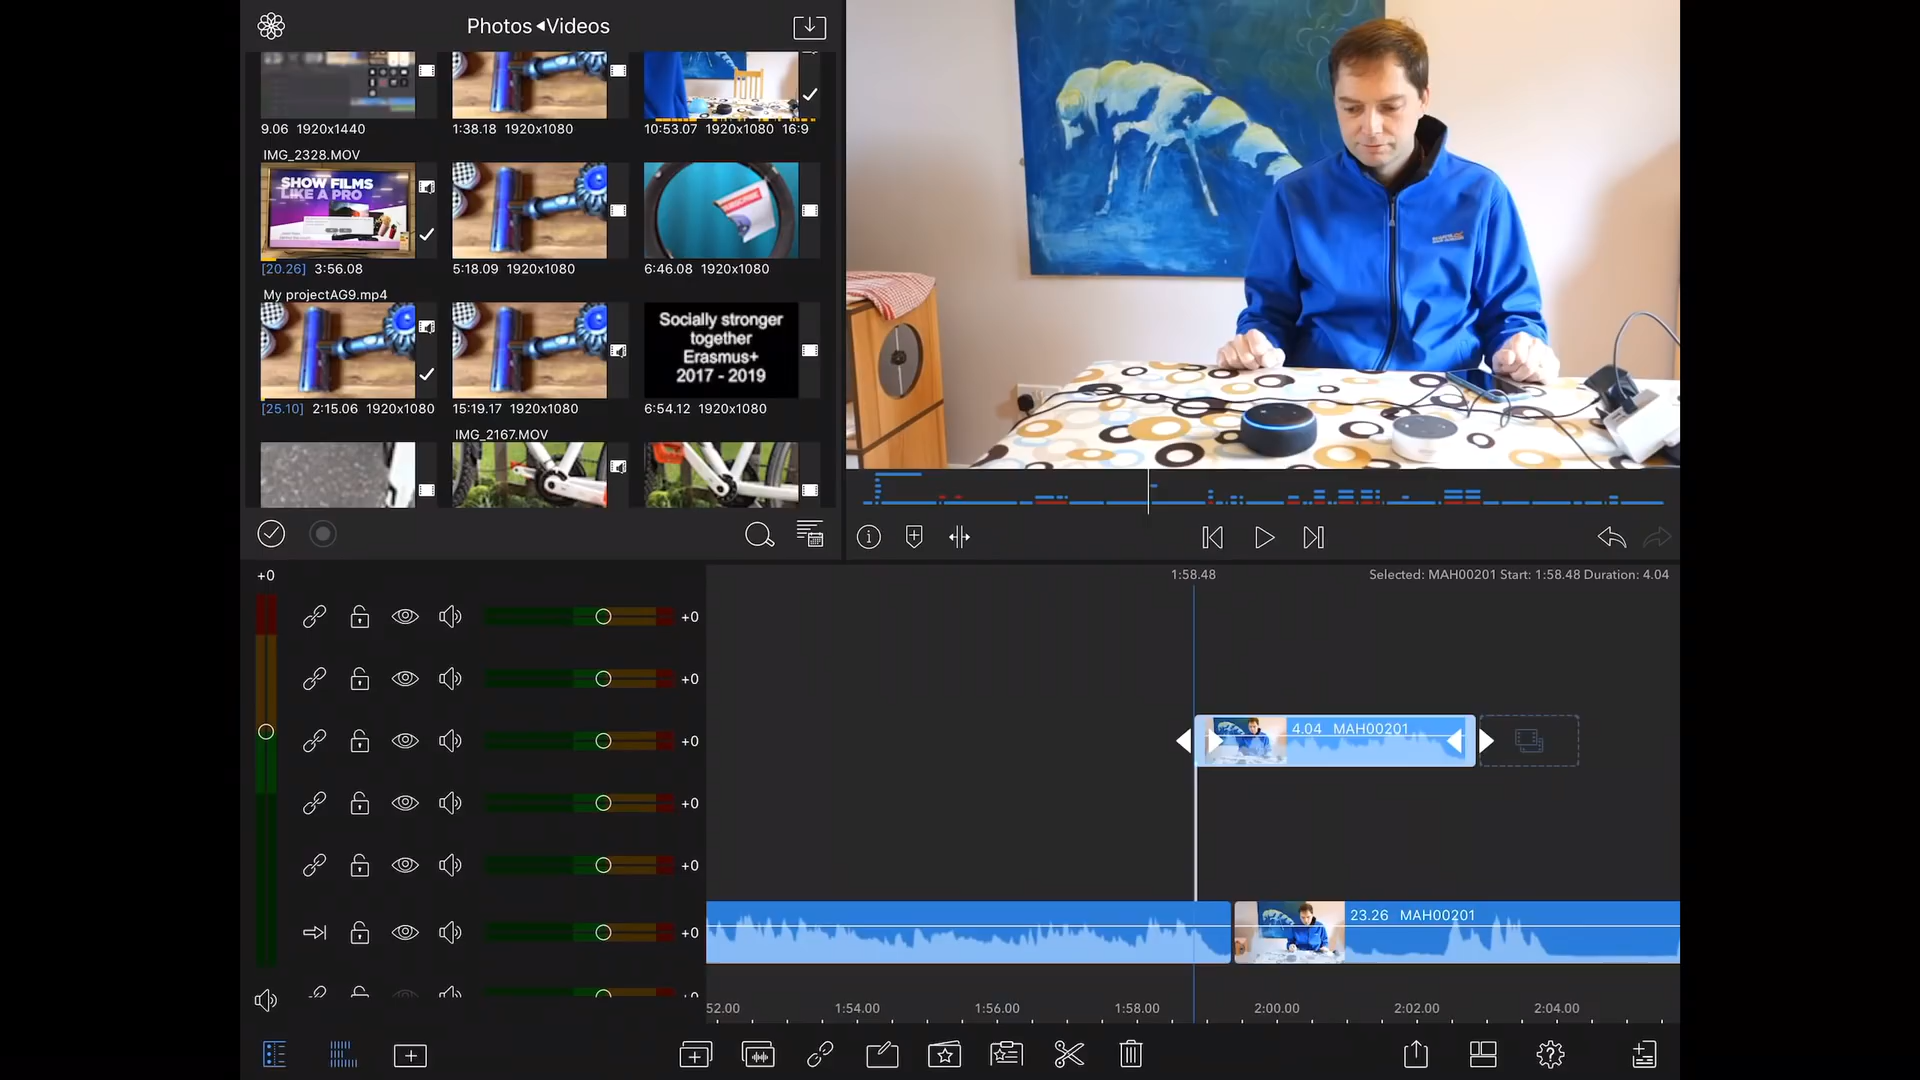 Photos◂Videos
9.06 1920x1440
1:38.18 1920x1080
10:53.07 1920x1080 16:9
IMG_2328.MOV
SHOW FILMS
LIKE A PRO
[20.26] 3:56.08
5:18.09 1920x1080
6:46.08 1920x1080
My projectAG9.mp4
Socially stronger
together
Erasmus+
2017 - 2019
[25.10] 2:15.06 1920x1080
15:19.17 1920x1080
6:54.12 1920x1080
IMG_2167.MOV
+0
1:58.48
Selected: MAH00201 Start: 1:58.48 Duration: 4.04
+0
+0
+0
4.04 MAH00201
+0
+0
+0
23.26 MAH00201
52.00
1:54.00
1:56.00
1:58.00
2:00.00
2:02.00
2:04.00